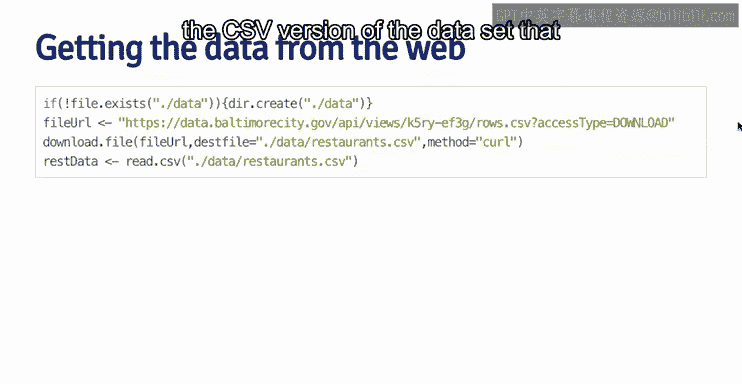 the CSV version of the data set that
Getting the data from the web
if(!file.exists("./data")){dir.create("./data")}
fileUrl <- "https://data.baltimorecity.gov/api/views/k5ry-ef3g/rows.csv?accessType=DOWNLOAD"
download.file(fileUrl,destfile="./data/restaurants.csv",method="curl")
restData <- read.csv("./data/restaurants.csv")